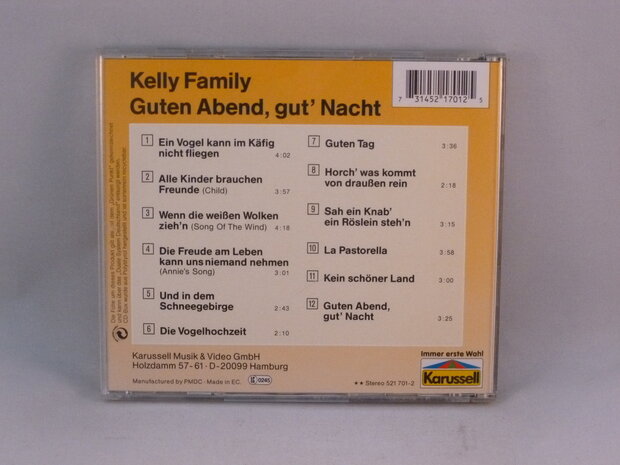 Kelly Family
Guten Abend, gut' Nacht
7 31452 17012 5
1 Ein Vogel kann im Käfig
nicht fliegen 4:02
2 Alle Kinder brauchen
Freunde (Child) 3:57
3 Wenn die weißen Wolken
zieh'n (Song Of The Wind) 4:18
4 Die Freude am Leben
kann uns niemand nehmen
(Annie's Song) 3:01
5 Und in dem
Schneegebirge 2:43
6 Die Vogelhochzeit 2:10
7 Guten Tag 3:36
8 Horch' was kommt
von draußen rein 2:18
9 Sah ein Knab'
ein Röslein steh'n 3:15
10 La Pastorella 3:58
11 Kein schöner Land 3:00
12 Guten Abend,
gut' Nacht 3:25
Karussell Musik & Video GmbH
Holzdamm 57-61 · D-20099 Hamburg
Manufactured by PMDC · Made in EC. 0245
Immer erste Wahl
Karussell
★★ Stereo 521 701-2